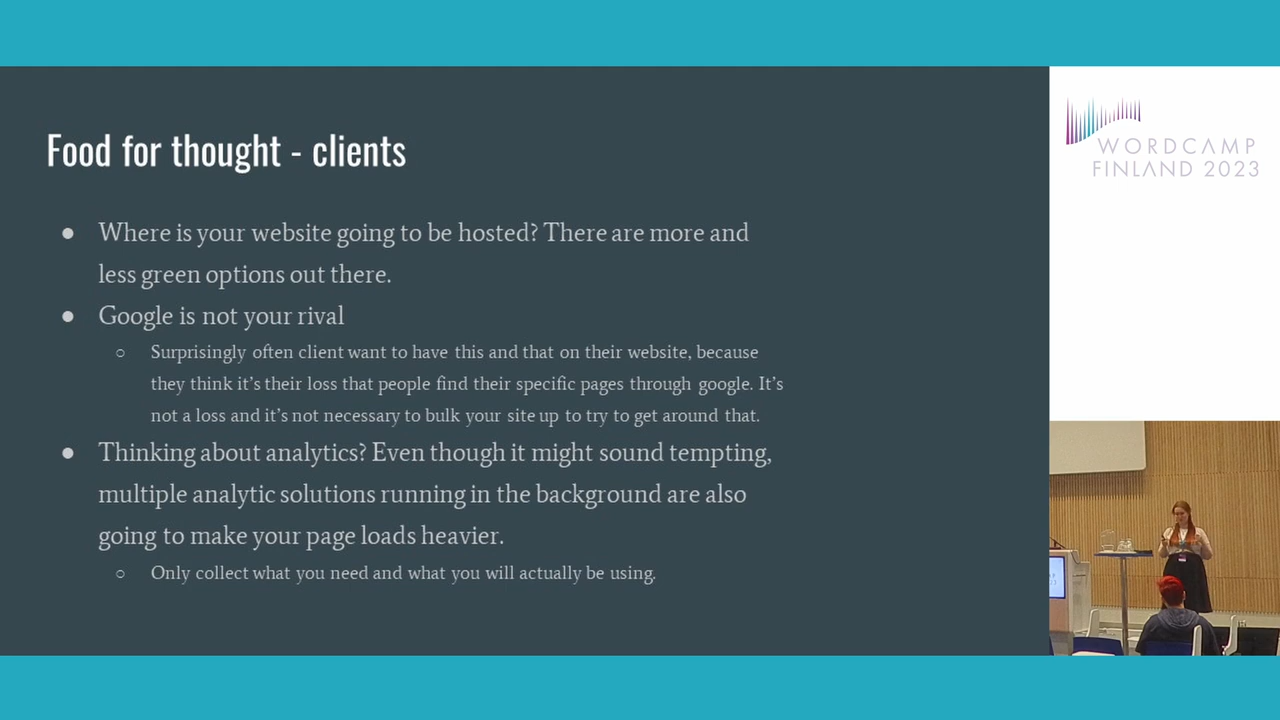 Food for thought - clients
● Where is your website going to be hosted? There are more and
less green options out there.
● Google is not your rival
○ Surprisingly often client want to have this and that on their website, because
they think it's their loss that people find their specific pages through google. It's
not a loss and it's not necessary to bulk your site up to try to get around that.
● Thinking about analytics? Even though it might sound tempting,
multiple analytic solutions running in the background are also
going to make your page loads heavier.
○ Only collect what you need and what you will actually be using.
WORDCAMP
FINLAND 2023